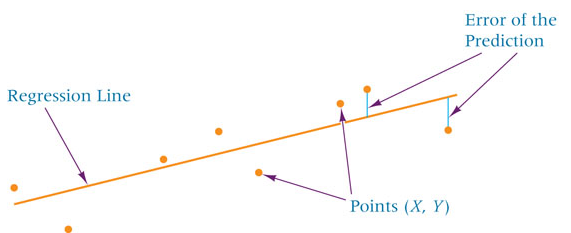 Error of the
Prediction
Regression Line
Points (X, Y)